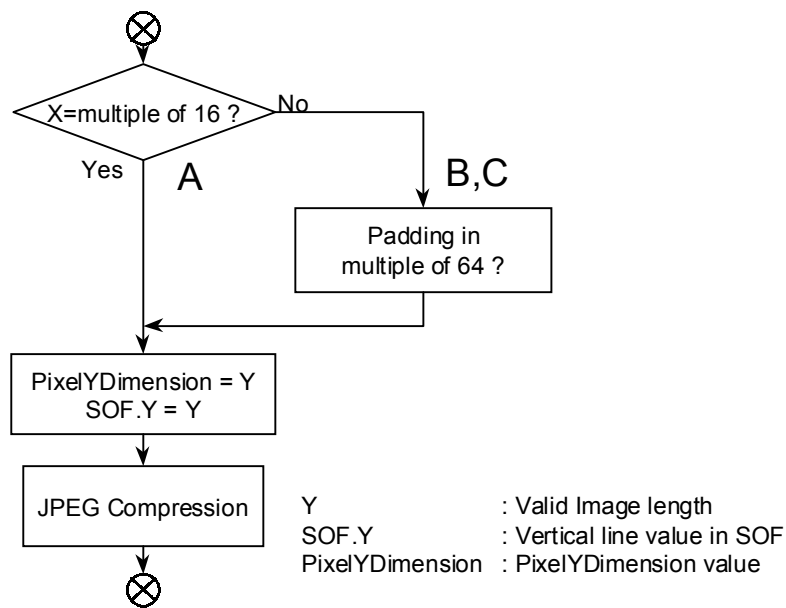 X=multiple of 16 ?
No
Yes
A
B,C
Padding in
multiple of 64 ?
PixelYDimension = Y
SOF.Y = Y
JPEG Compression
Y : Valid Image length
SOF.Y : Vertical line value in SOF
PixelYDimension : PixelYDimension value